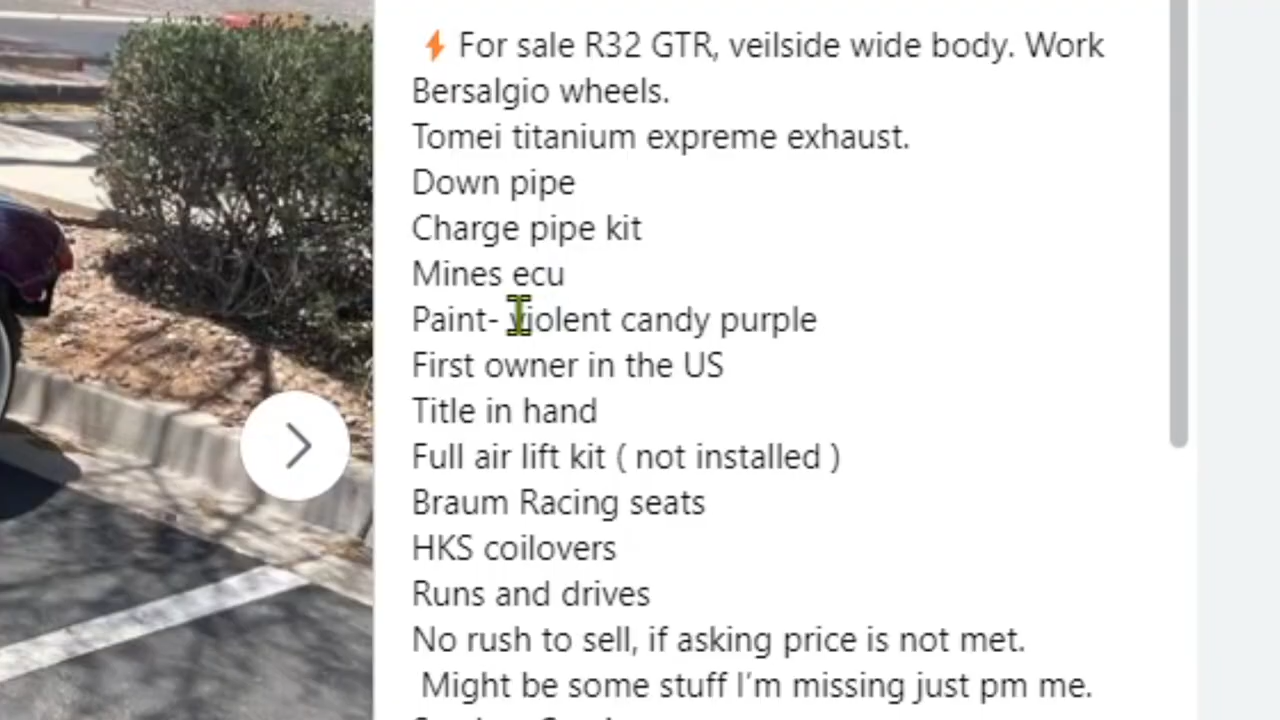 ⚡ For sale R32 GTR, veilside wide body. Work
Bersalgio wheels.
Tomei titanium expreme exhaust.
Down pipe
Charge pipe kit
Mines ecu
Paint- violent candy purple
First owner in the US
Title in hand
Full air lift kit ( not installed )
Braum Racing seats
HKS coilovers
Runs and drives
No rush to sell, if asking price is not met.
Might be some stuff I'm missing just pm me.